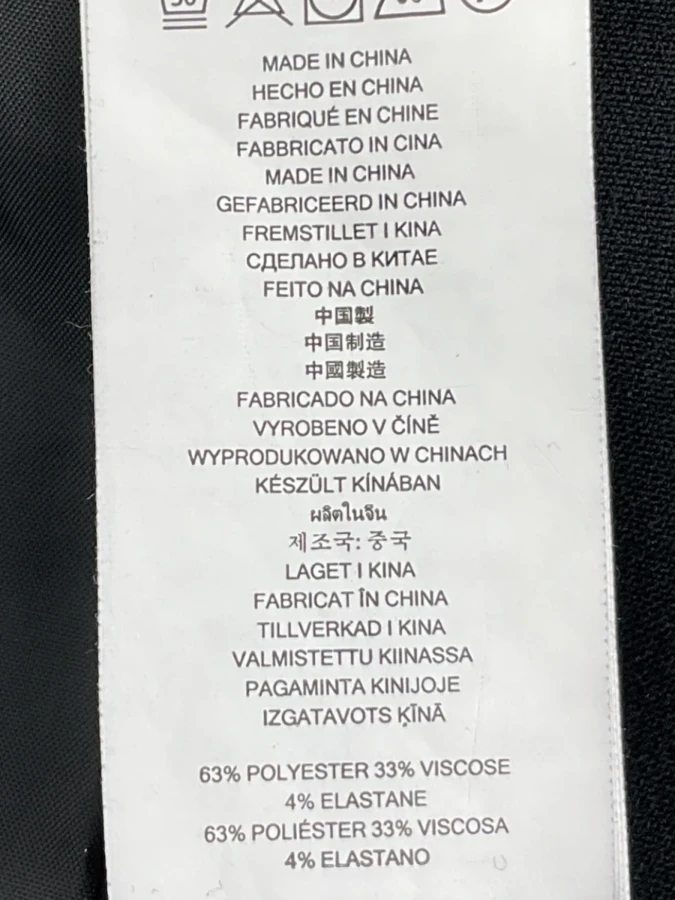 MADE IN CHINA
HECHO EN CHINA
FABRIQUÉ EN CHINE
FABBRICATO IN CINA
MADE IN CHINA
GEFABRICEERD IN CHINA
FREMSTILLET I KINA
СДЕЛАНО В КИТАЕ
FEITO NA CHINA
中国製
中国制造
中國製造
FABRICADO NA CHINA
VYROBENO V ČÍNĚ
WYPRODUKOWANO W CHINACH
KÉSZÜLT KÍNÁBAN
ผลิตในจีน
제조국: 중국
LAGET I KINA
FABRICAT ÎN CHINA
TILLVERKAD I KINA
VALMISTETTU KIINASSA
PAGAMINTA KINIJOJE
IZGATAVOTS ĶĪNĀ
63% POLYESTER 33% VISCOSE
4% ELASTANE
63% POLIÉSTER 33% VISCOSA
4% ELASTANO